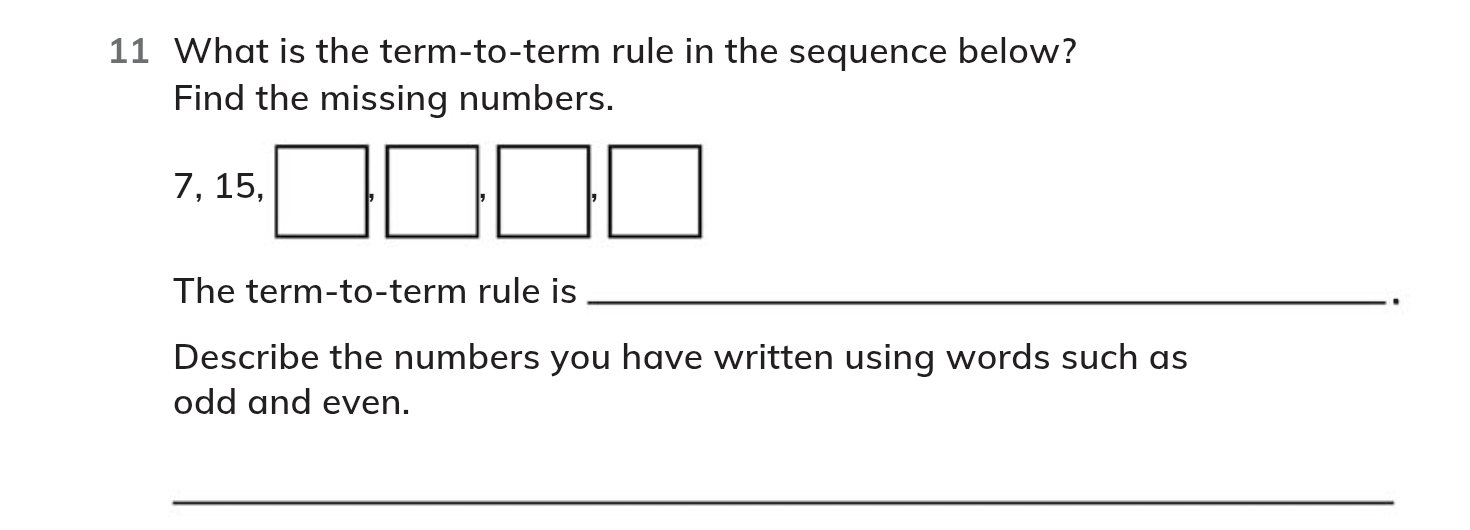 11 What is the term-to-term rule in the sequence below?
Find the missing numbers.
7, 15, , , ,
The term-to-term rule is .
Describe the numbers you have written using words such as
odd and even.